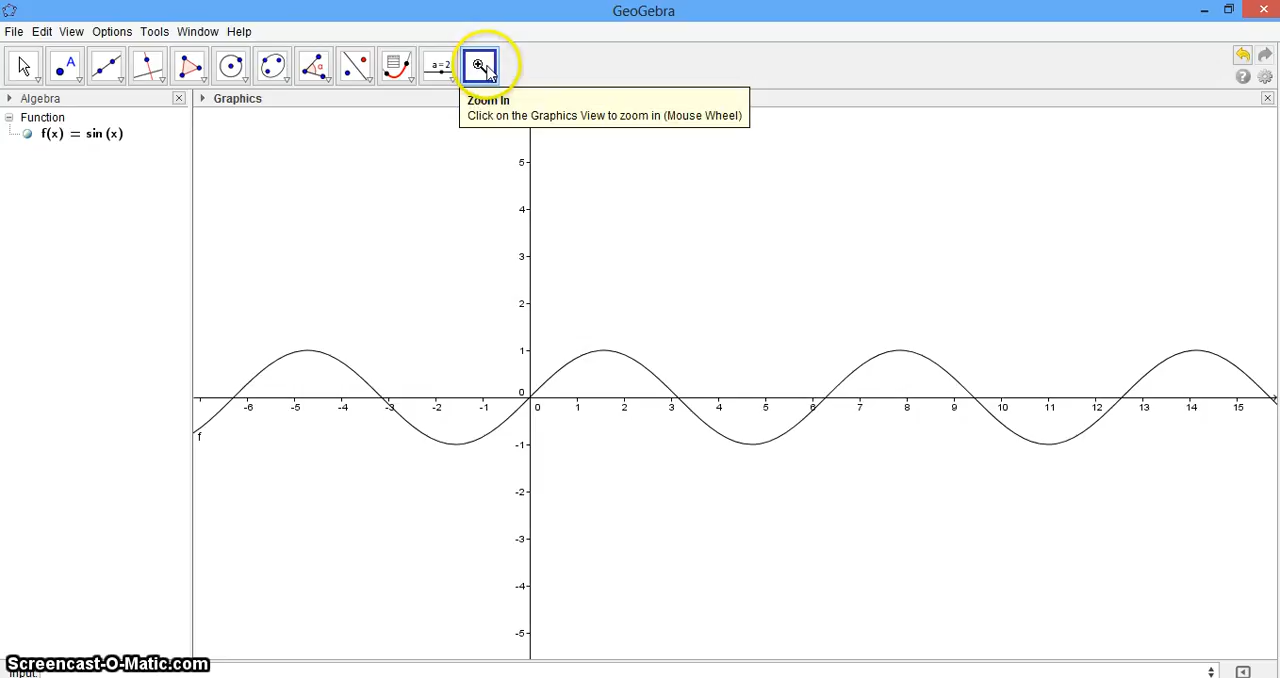 GeoGebra
File Edit View Options Tools Window Help
A
α
a=2
Algebra
Graphics
Zoom In
Click on the Graphics View to zoom in (Mouse Wheel)
Function
f(x) = sin (x)
5
4
3
2
1
0
-6 -5 -4 -3 -2 -1 0 1 2 3 4 5 6 7 8 9 10 11 12 13 14 15
f
-1
-2
-3
-4
-5
Screencast-O-Matic.com
Input: